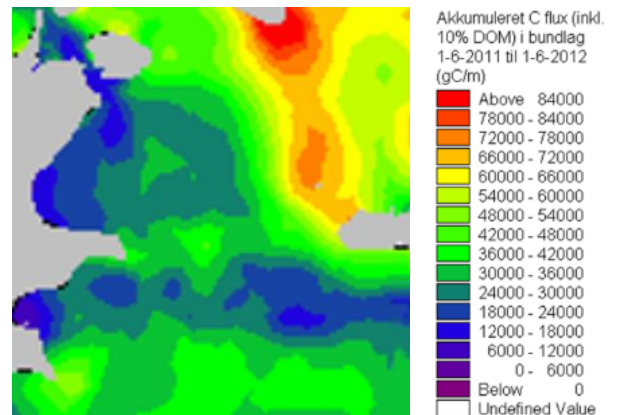 Akkumuleret C flux (inkl.
10% DOM) i bundlag
1-6-2011 til 1-6-2012
(gC/m)
Above 84000
78000 - 84000
72000 - 78000
66000 - 72000
60000 - 66000
54000 - 60000
48000 - 54000
42000 - 48000
36000 - 42000
30000 - 36000
24000 - 30000
18000 - 24000
12000 - 18000
6000 - 12000
0 - 6000
Below 0
Undefined Value